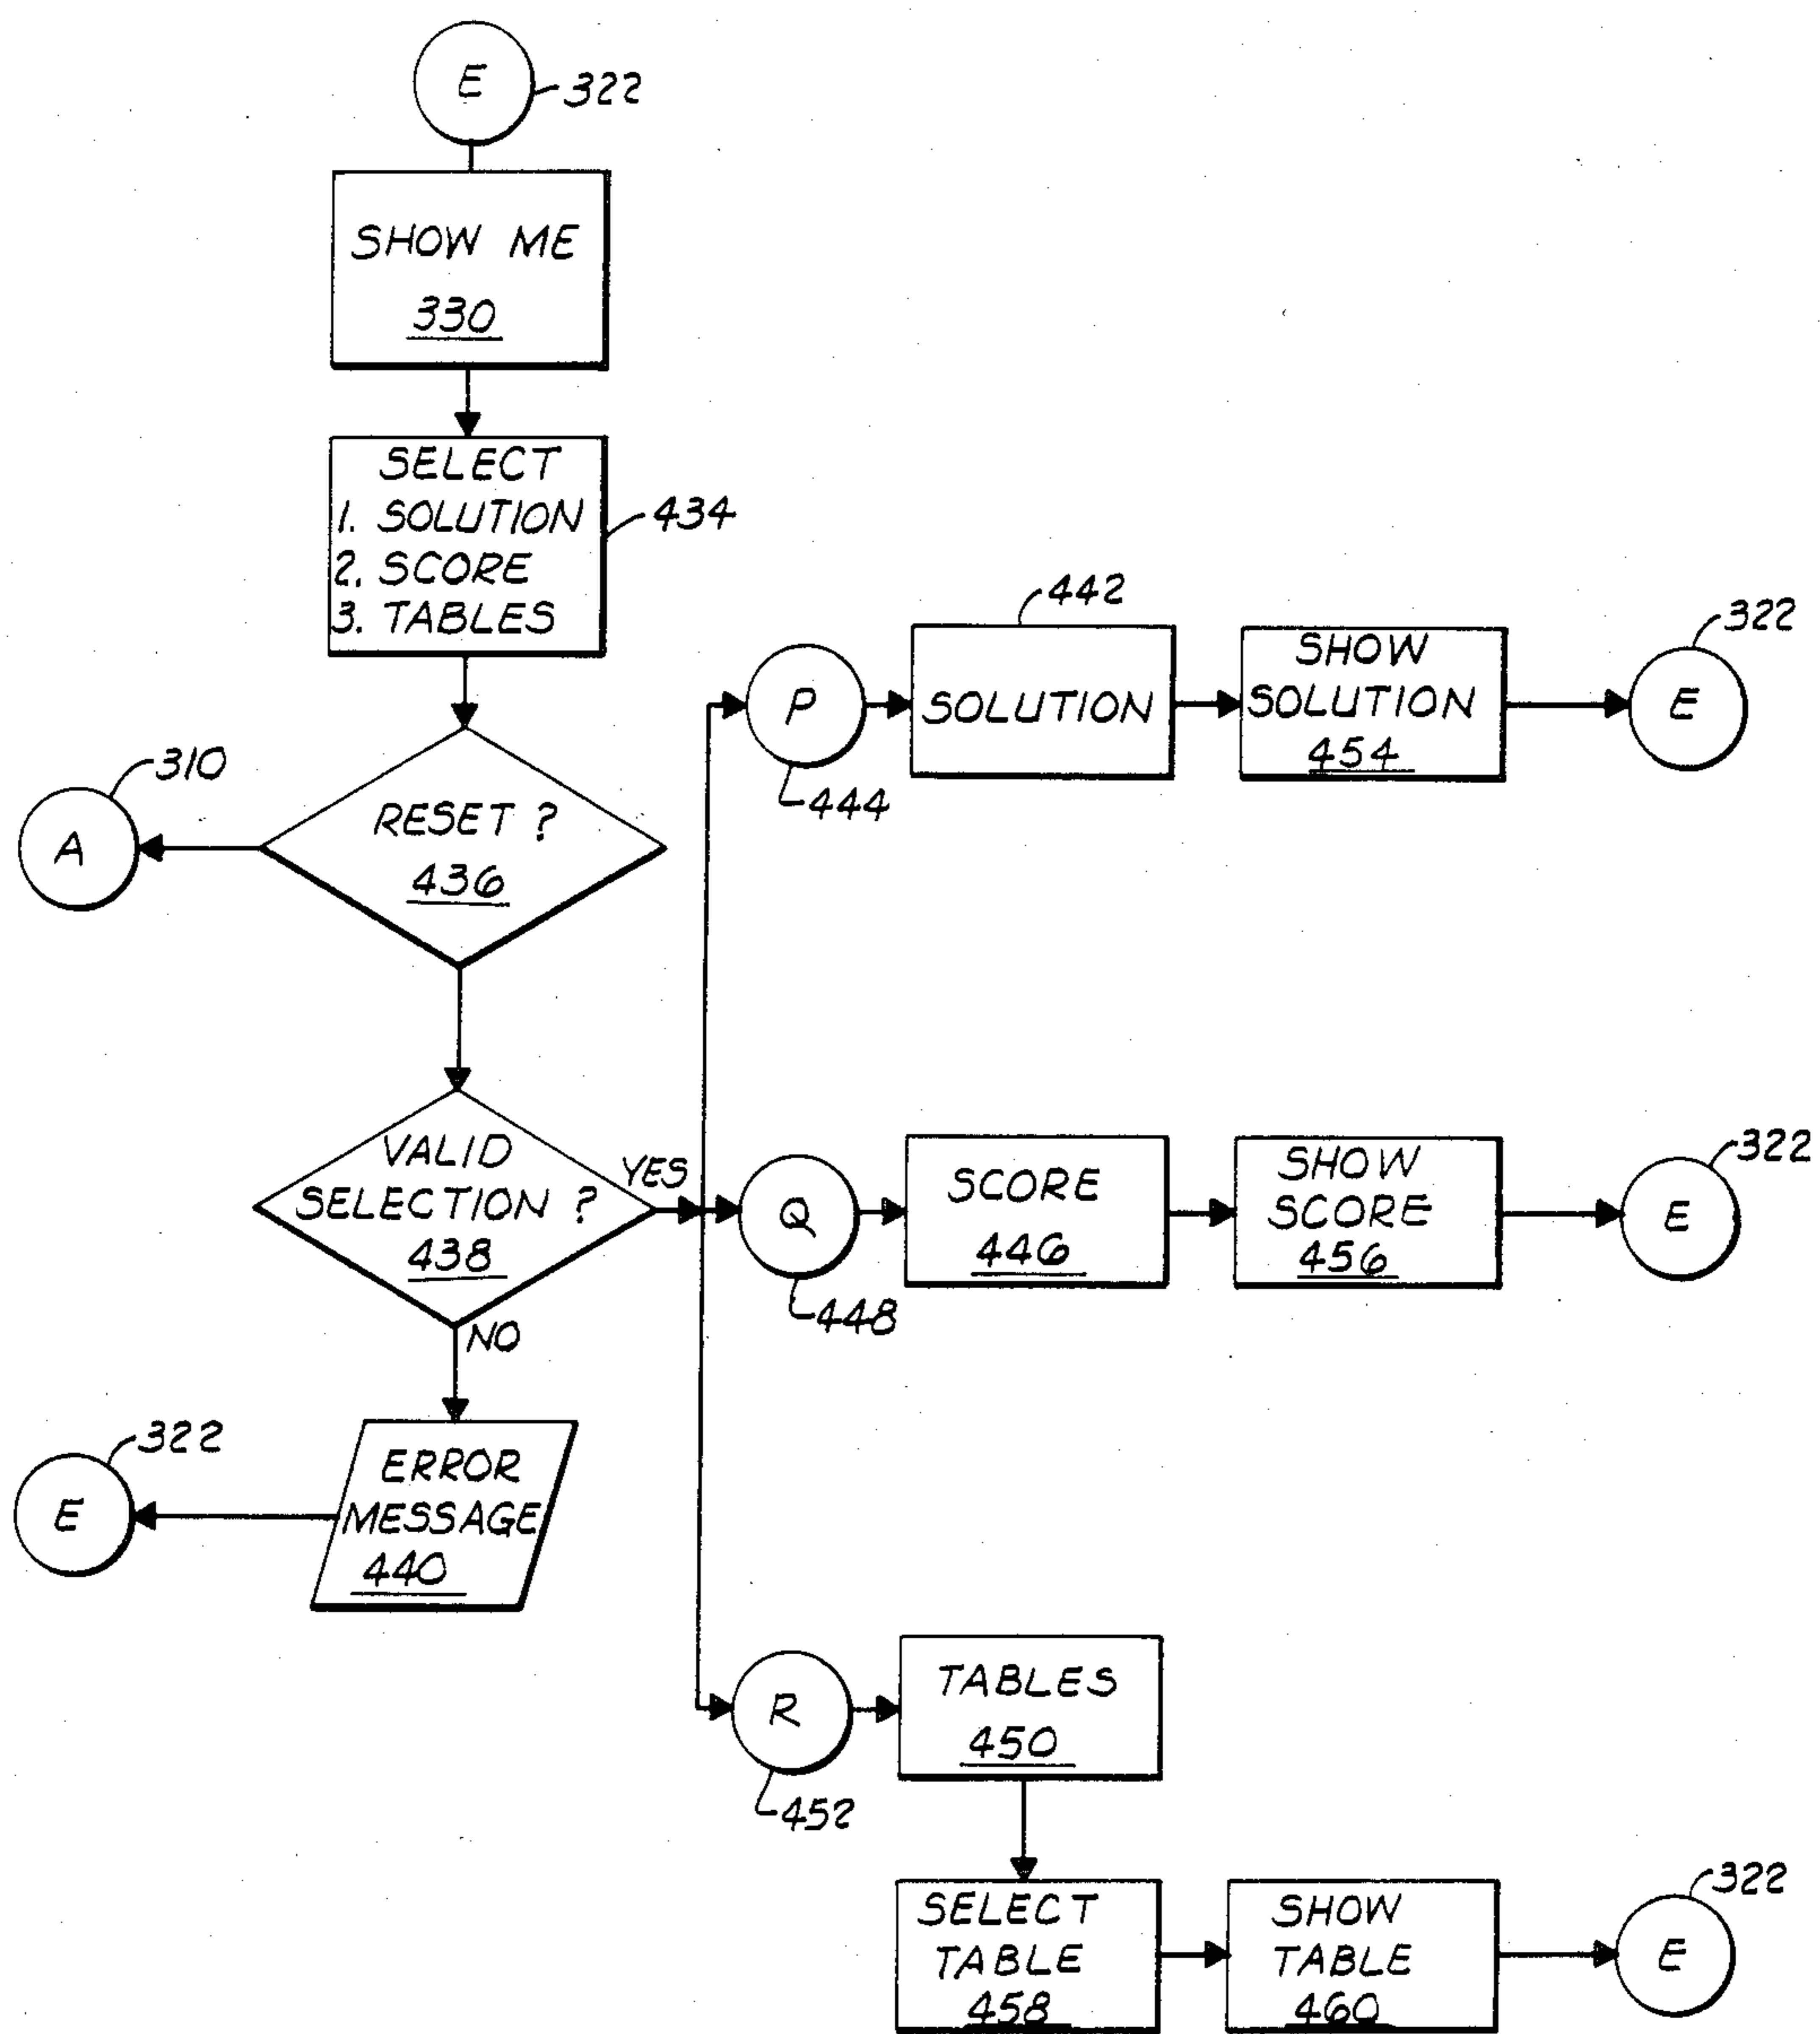 E
322
SHOW ME
330
SELECT
1. SOLUTION
2. SCORE
3. TABLES
434
RESET ?
436
310
A
VALID
SELECTION ?
438
YES
NO
ERROR
MESSAGE
440
322
E
P
444
442
SOLUTION
SHOW
SOLUTION
454
322
E
Q
448
SCORE
446
SHOW
SCORE
456
322
E
R
452
TABLES
450
SELECT
TABLE
458
SHOW
TABLE
460
322
E